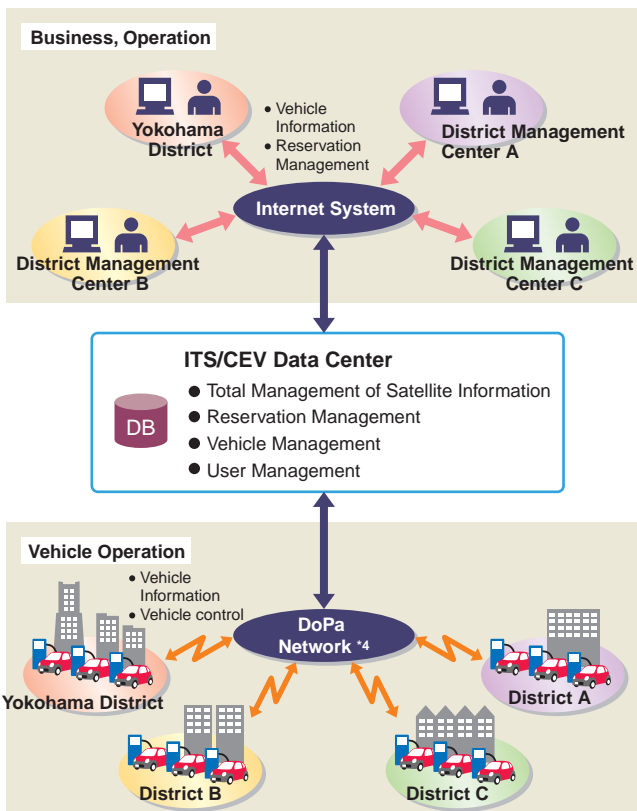 Business, Operation
Yokohama
District
• Vehicle
Information
• Reservation
Management
District Management
Center A
Internet System
District Management
Center B
District Management
Center C
ITS/CEV Data Center
DB
● Total Management of Satellite Information
● Reservation Management
● Vehicle Management
● User Management
Vehicle Operation
• Vehicle
Information
• Vehicle control
DoPa
Network *4
Yokohama District
District A
District B
District C